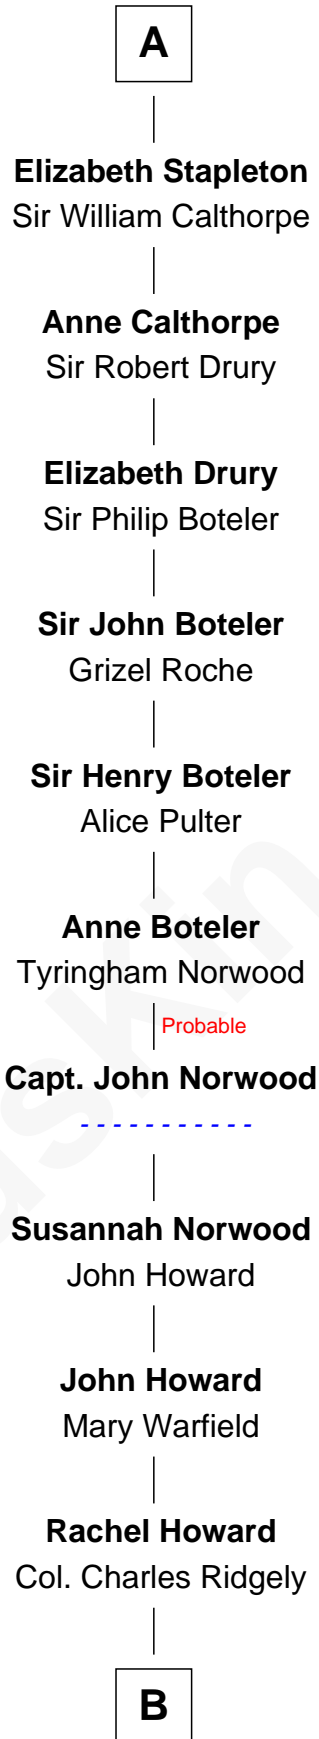 A
Elizabeth Stapleton
Sir William Calthorpe
Anne Calthorpe
Sir Robert Drury
Elizabeth Drury
Sir Philip Boteler
Sir John Boteler
Grizel Roche
Sir Henry Boteler
Alice Pulter
Anne Boteler
Tyringham Norwood
Probable
Capt. John Norwood
- - - - - - - - - - -
Susannah Norwood
John Howard
John Howard
Mary Warfield
Rachel Howard
Col. Charles Ridgely
B